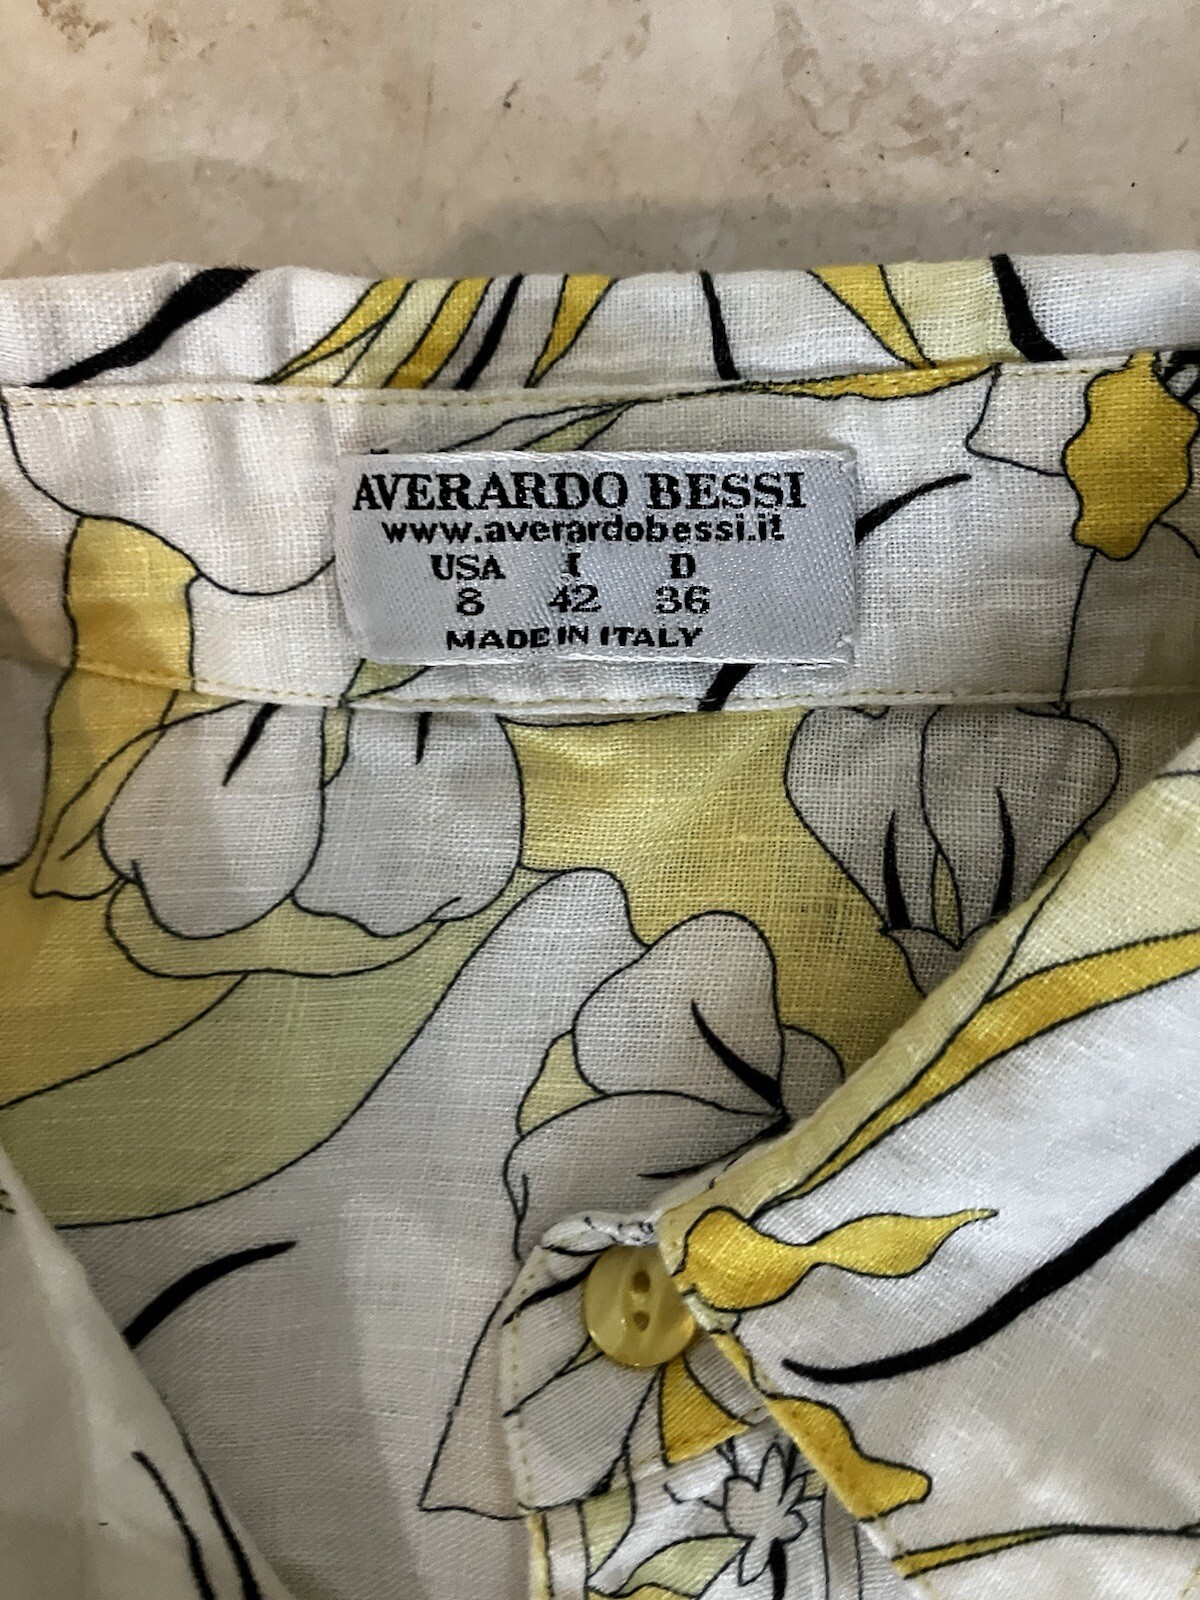 AVERARDO BESSI
www.averardobessi.it
USA I D
8 42 36
MADE IN ITALY